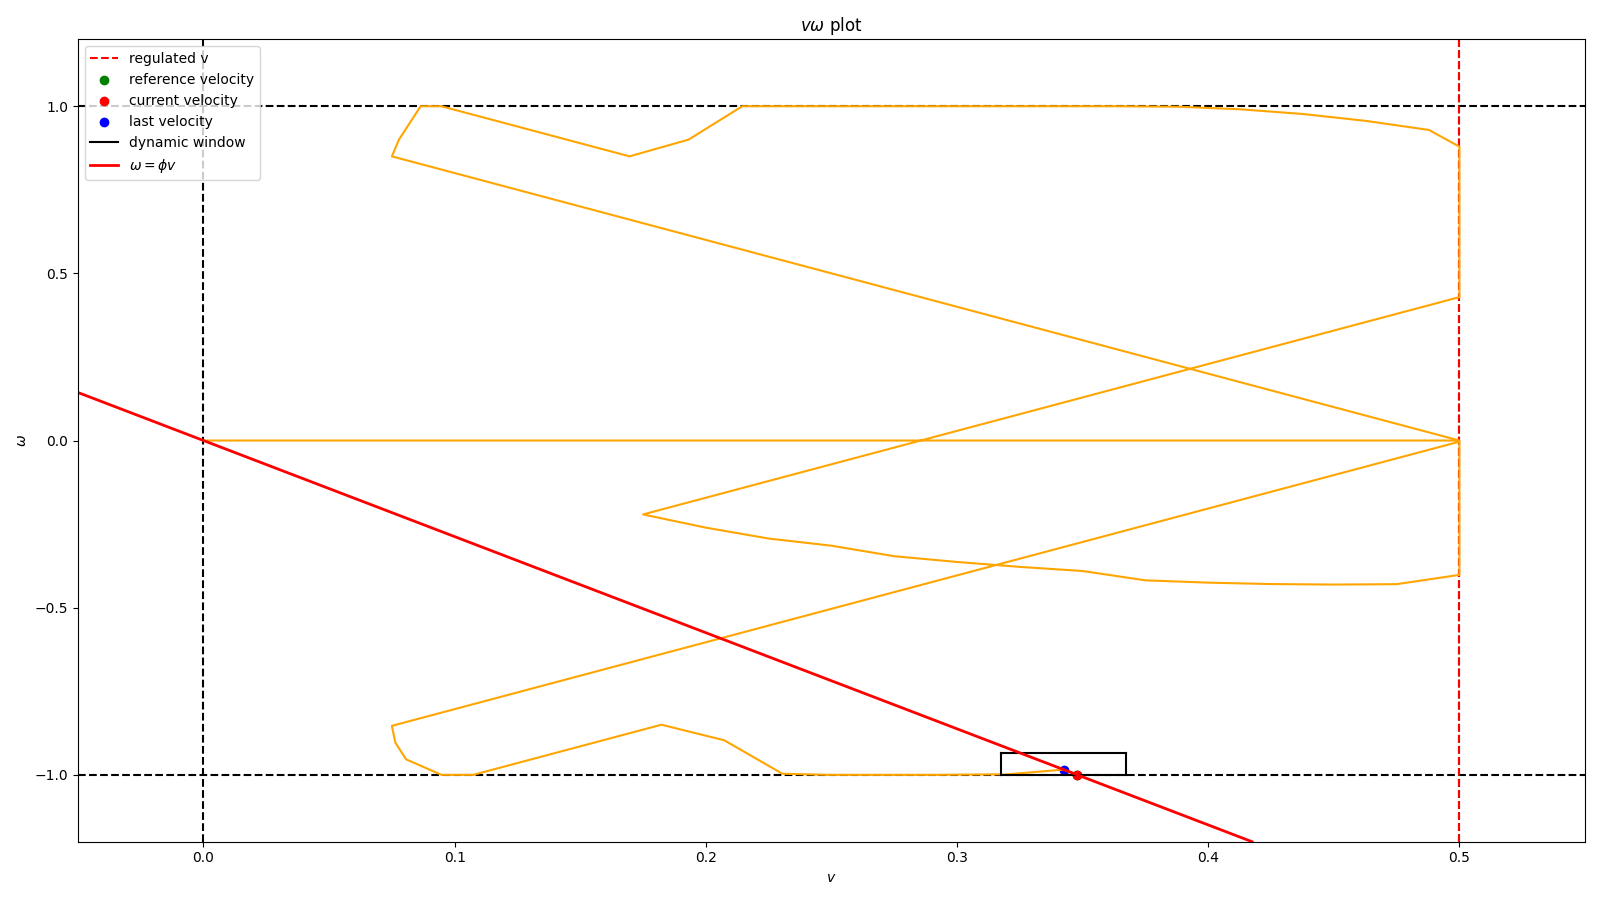 vω plot
regulated v
reference velocity
current velocity
last velocity
dynamic window
ω = ϕv
1.0
0.5
0.0
−0.5
−1.0
ω
0.0 0.1 0.2 0.3 0.4 0.5
v